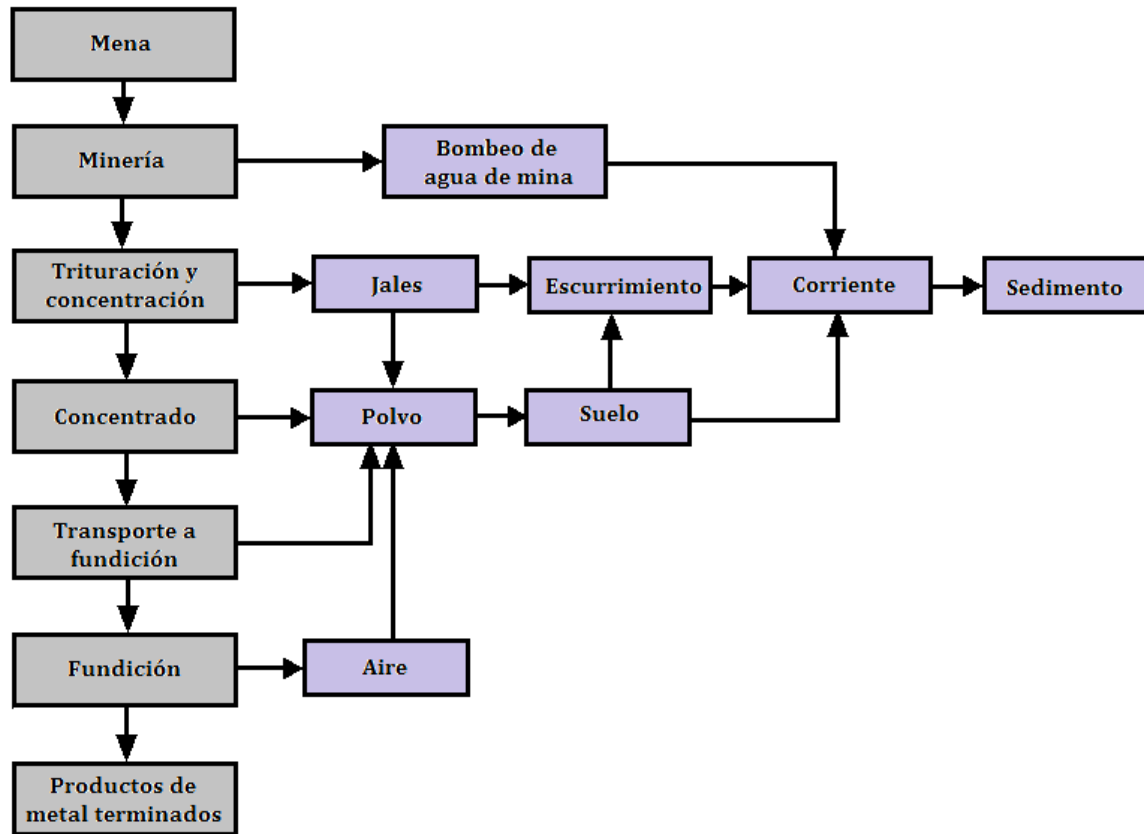 Mena
Minería
Bombeo de
agua de mina
Trituración y
concentración
Jales
Escurrimiento
Corriente
Sedimento
Concentrado
Polvo
Suelo
Transporte a
fundición
Fundición
Aire
Productos de
metal terminados